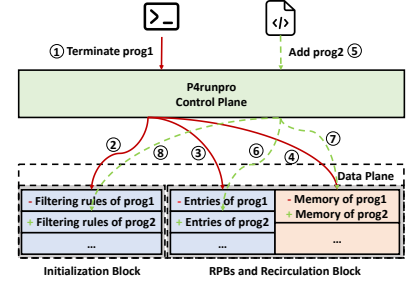 ① Terminate prog1
Add prog2 ⑤
P4runpro
Control Plane
② ⑧ ③ ⑥ ④ ⑦
Data Plane
- Filtering rules of prog1
+ Filtering rules of prog2
...
- Entries of prog1
+ Entries of prog2
...
- Memory of prog1
+ Memory of prog2
...
Initialization Block
RPBs and Recirculation Block